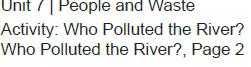 Unit 7 | People and Waste
Activity: Who Polluted the River?
Who Polluted the River?, Page 2